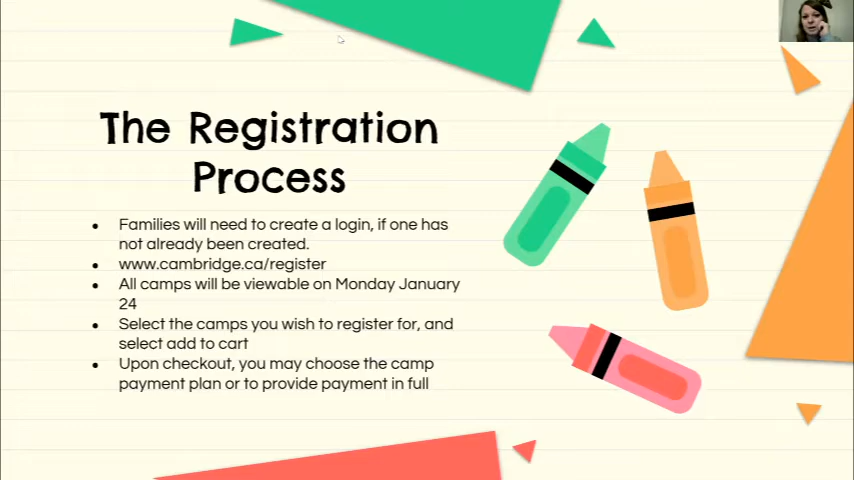 The Registration
Process
• Families will need to create a login, if one has
not already been created.
• www.cambridge.ca/register
• All camps will be viewable on Monday January
24
• Select the camps you wish to register for, and
select add to cart
• Upon checkout, you may choose the camp
payment plan or to provide payment in full